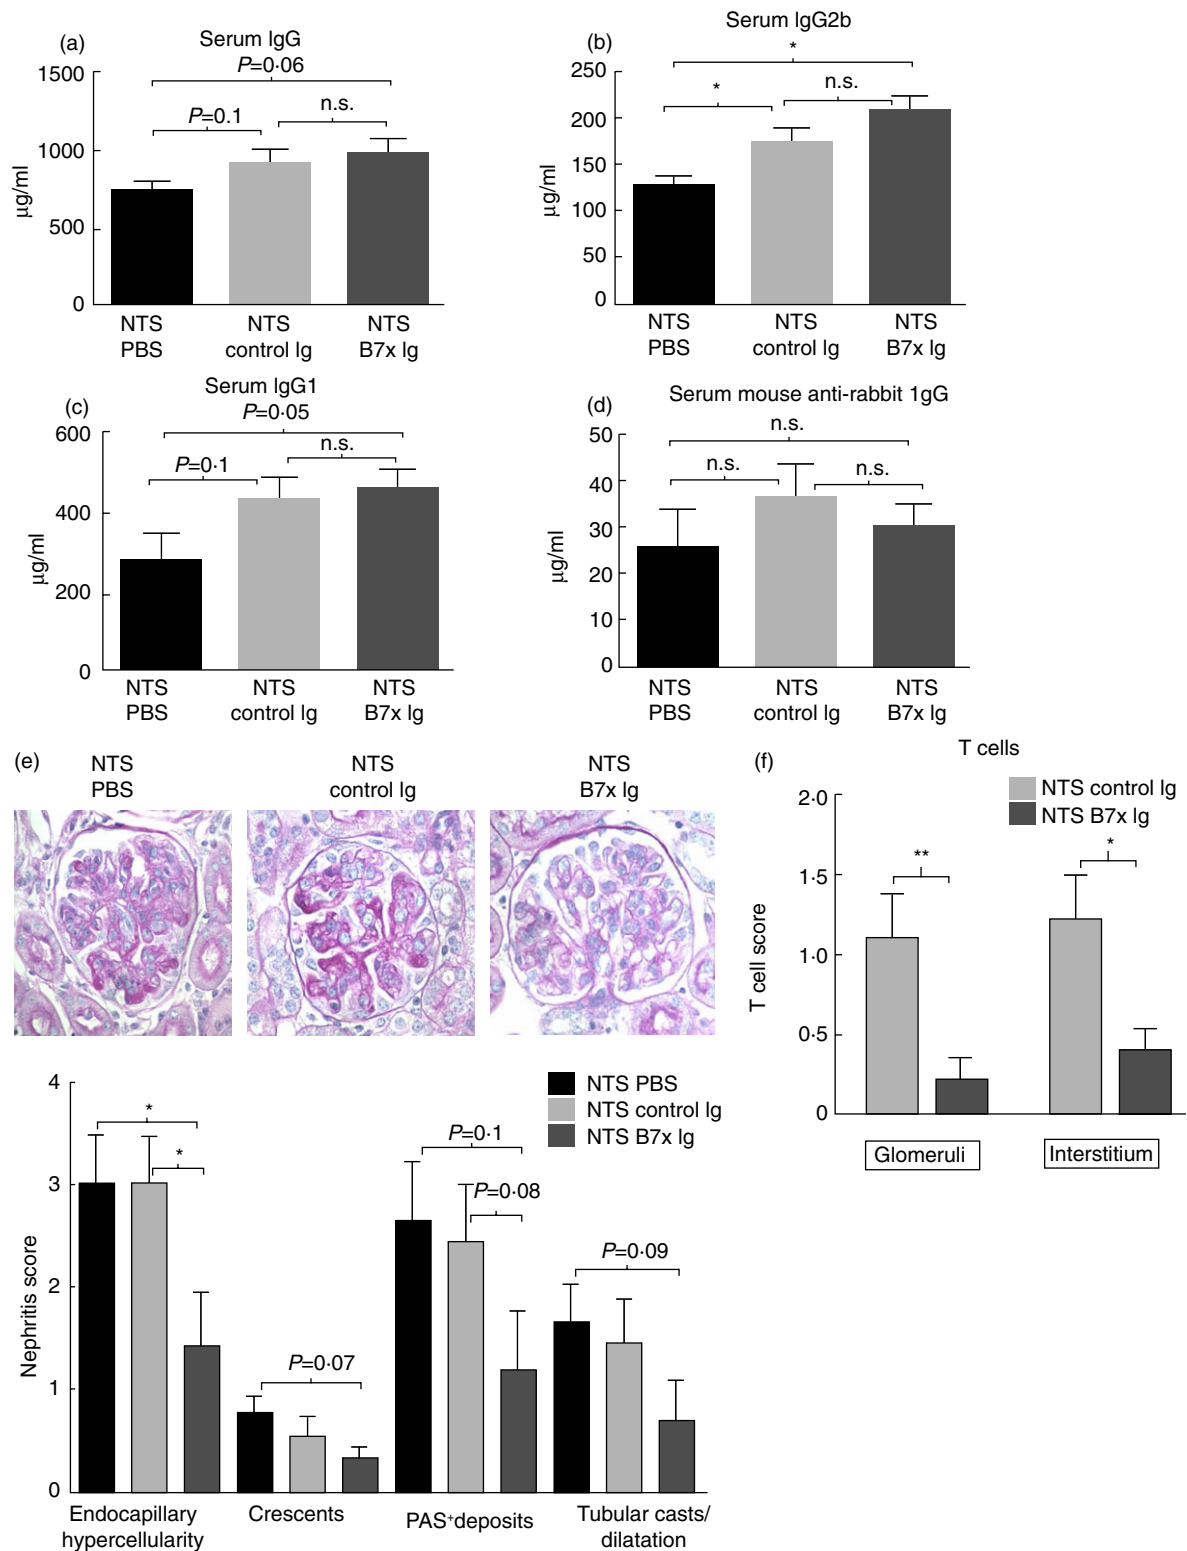 (a)
Serum IgG
P=0·06
P=0.1
n.s.
1500
1000
500
0
µg/ml
NTS
PBS
NTS
control Ig
NTS
B7x Ig
(b)
Serum IgG2b
*
*
n.s.
250
200
150
100
50
0
µg/ml
NTS
PBS
NTS
control Ig
NTS
B7x Ig
(c)
Serum IgG1
P=0·05
P=0·1
n.s.
600
400
200
0
µg/ml
NTS
PBS
NTS
control Ig
NTS
B7x Ig
(d)
Serum mouse anti-rabbit 1gG
n.s.
n.s.
n.s.
50
40
30
20
10
0
µg/ml
NTS
PBS
NTS
control Ig
NTS
B7x Ig
(e)
NTS
PBS
NTS
control Ig
NTS
B7x Ig
NTS PBS
NTS control Ig
NTS B7x Ig
4
3
2
1
0
Nephritis score
*
*
P=0·07
P=0·1
P=0·08
P=0·09
Endocapillary
hypercellularity
Crescents
PAS+deposits
Tubular casts/
dilatation
(f)
T cells
NTS control Ig
NTS B7x Ig
2·0
1·5
1·0
0·5
0
T cell score
**
*
Glomeruli
Interstitium